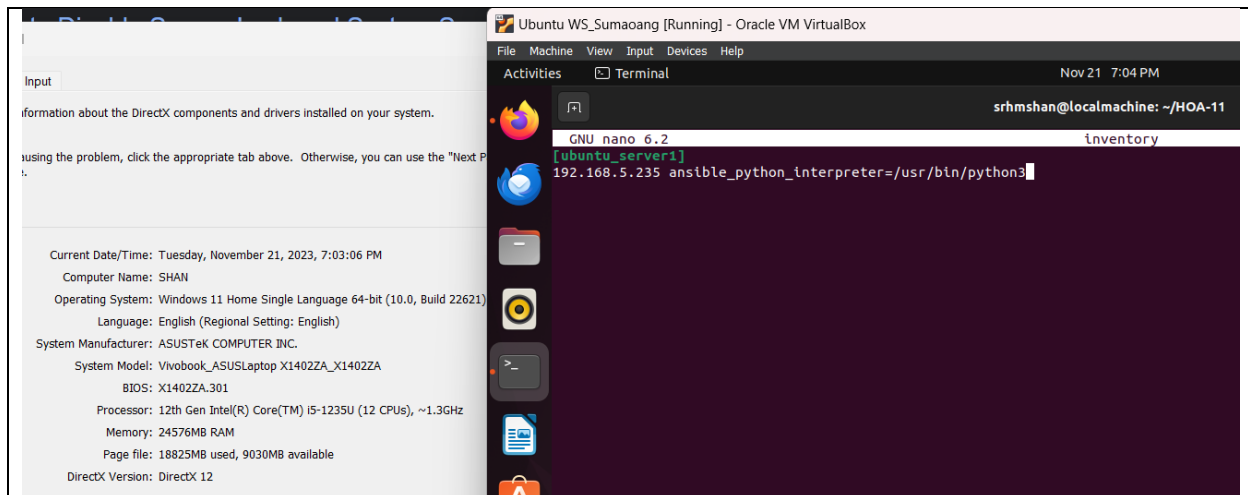 Input
formation about the DirectX components and drivers installed on your system.
ausing the problem, click the appropriate tab above. Otherwise, you can use the "Next P
Current Date/Time: Tuesday, November 21, 2023, 7:03:06 PM
Computer Name: SHAN
Operating System: Windows 11 Home Single Language 64-bit (10.0, Build 22621)
Language: English (Regional Setting: English)
System Manufacturer: ASUSTeK COMPUTER INC.
System Model: Vivobook_ASUSLaptop X1402ZA_X1402ZA
BIOS: X1402ZA.301
Processor: 12th Gen Intel(R) Core(TM) i5-1235U (12 CPUs), ~1.3GHz
Memory: 24576MB RAM
Page file: 18825MB used, 9030MB available
DirectX Version: DirectX 12
Ubuntu WS_Sumaoang [Running] - Oracle VM VirtualBox
File Machine View Input Devices Help
Activities Terminal Nov 21 7:04 PM
srhmshan@localmachine: ~/HOA-11
GNU nano 6.2 inventory
[ubuntu_server1]
192.168.5.235 ansible_python_interpreter=/usr/bin/python3